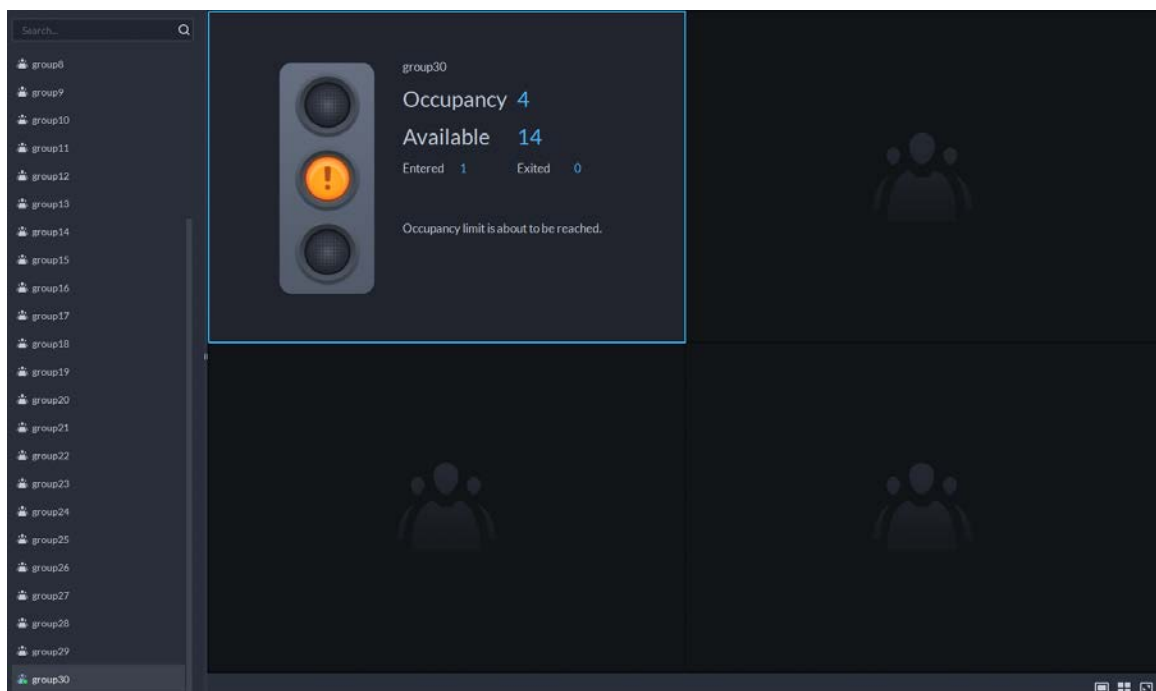 Search...
group8
group9
group10
group11
group12
group13
group14
group15
group16
group17
group18
group19
group20
group21
group22
group23
group24
group25
group26
group27
group28
group29
group30
group30
Occupancy 4
Available 14
Entered 1 Exited 0
!
Occupancy limit is about to be reached.